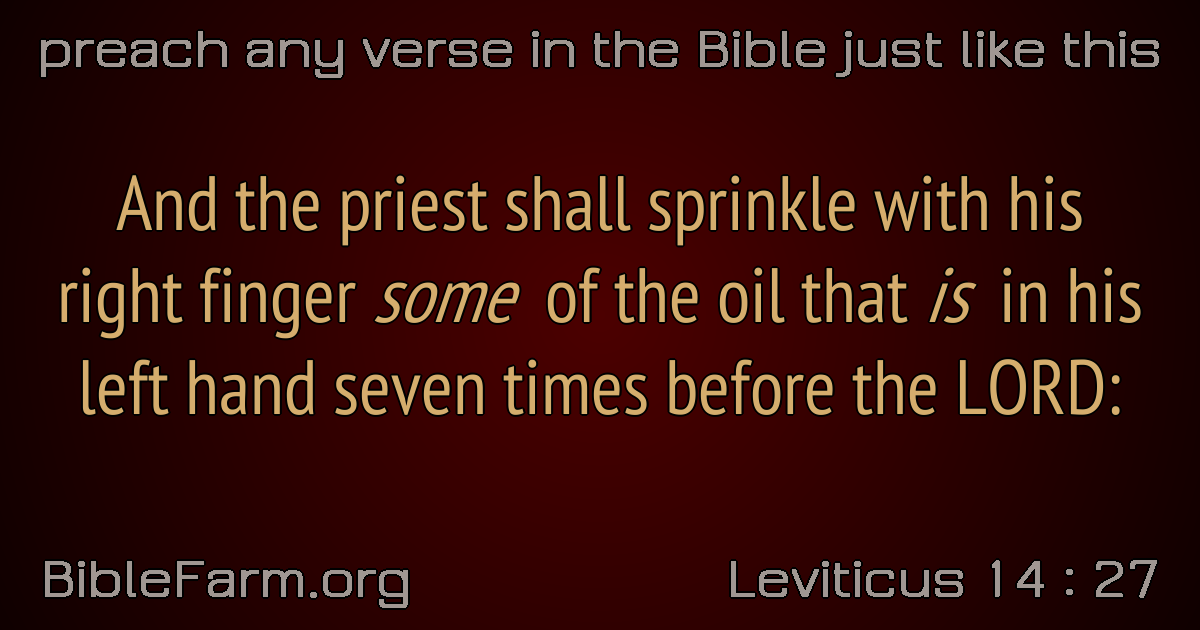 preach any verse in the Bible just like this
And the priest shall sprinkle with his
right finger some of the oil that is in his
left hand seven times before the LORD:
BibleFarm.org
Leviticus 14 : 27